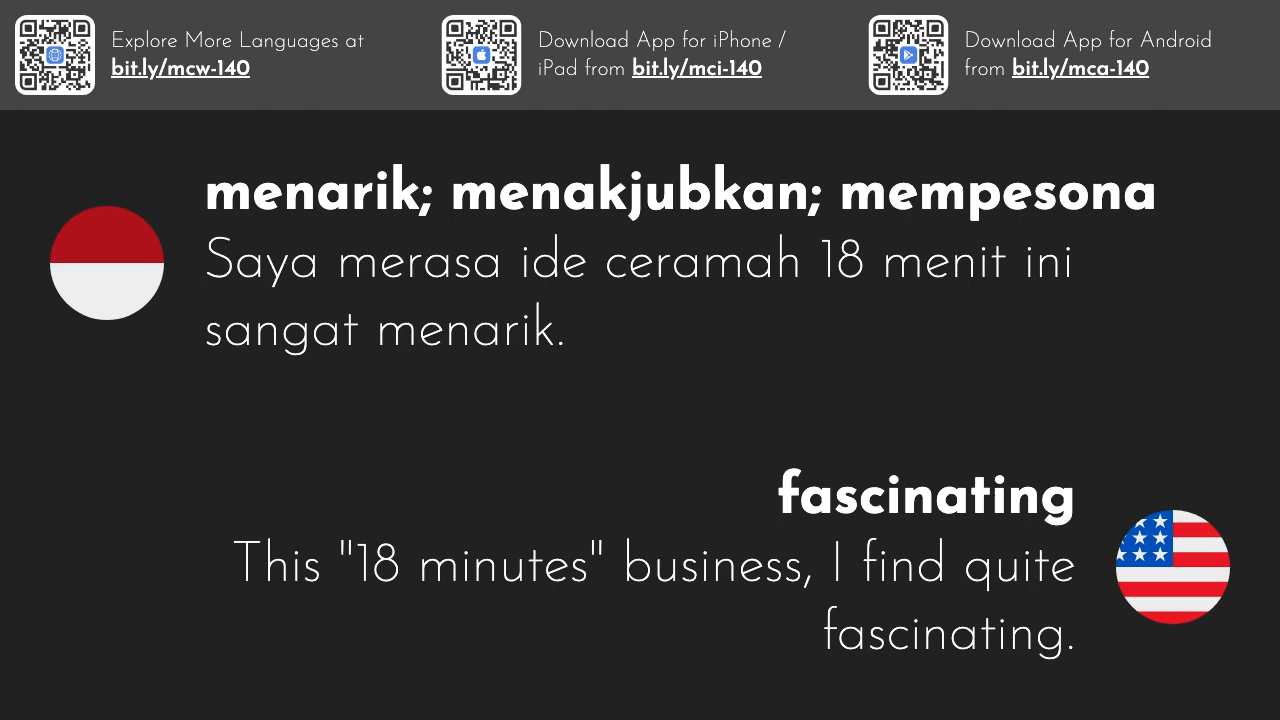 Explore More Languages at
bit.ly/mcw-140
Download App for iPhone /
iPad from bit.ly/mci-140
Download App for Android
from bit.ly/mca-140
menarik; menakjubkan; mempesona
Saya merasa ide ceramah 18 menit ini
sangat menarik.
fascinating
This "18 minutes" business, I find quite
fascinating.